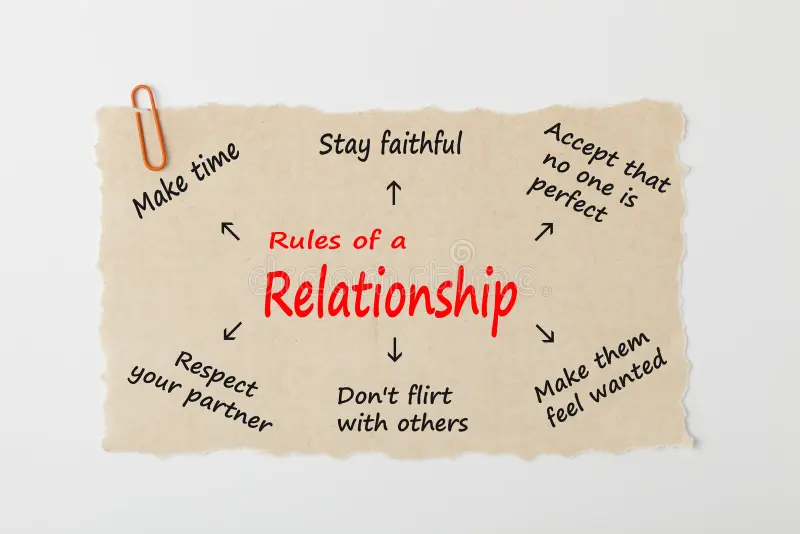 Make time
Stay faithful
Accept that
no one is
perfect
Rules of a
Relationship
dreamstime
Respect
your partner
Don't flirt
with others
Make them
feel wanted